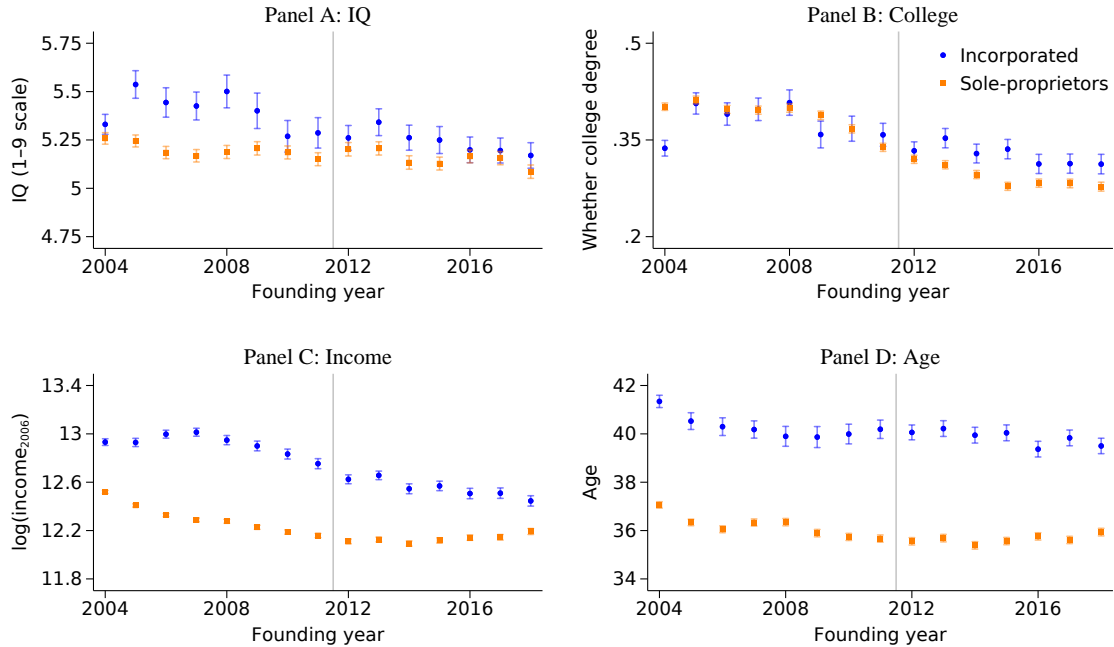 Panel A: IQ
5.75
5.5
5.25
5
4.75
IQ (1–9 scale)
2004 2008 2012 2016
Founding year
Panel B: College
.5
.35
.2
Whether college degree
Incorporated
Sole-proprietors
2004 2008 2012 2016
Founding year
Panel C: Income
13.4
13
12.6
12.2
11.8
log(income2006)
2004 2008 2012 2016
Founding year
Panel D: Age
42
40
38
36
34
Age
2004 2008 2012 2016
Founding year